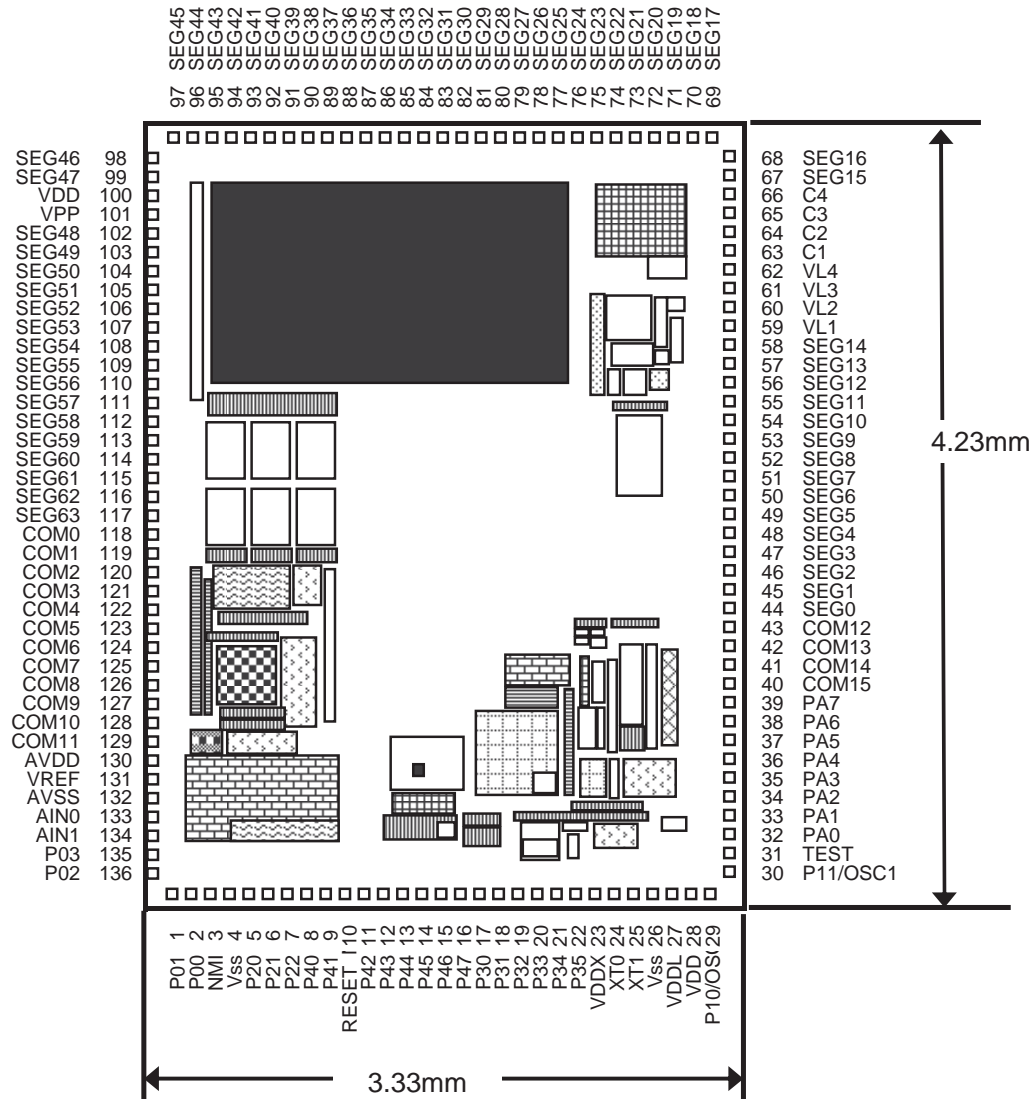 97 SEG45
96 SEG44
95 SEG43
94 SEG42
93 SEG41
92 SEG40
91 SEG39
90 SEG38
89 SEG37
88 SEG36
87 SEG35
86 SEG34
85 SEG33
84 SEG32
83 SEG31
82 SEG30
81 SEG29
80 SEG28
79 SEG27
78 SEG26
77 SEG25
76 SEG24
75 SEG23
74 SEG22
73 SEG21
72 SEG20
71 SEG19
70 SEG18
69 SEG17
SEG46 98
SEG47 99
VDD 100
VPP 101
SEG48 102
SEG49 103
SEG50 104
SEG51 105
SEG52 106
SEG53 107
SEG54 108
SEG55 109
SEG56 110
SEG57 111
SEG58 112
SEG59 113
SEG60 114
SEG61 115
SEG62 116
SEG63 117
COM0 118
COM1 119
COM2 120
COM3 121
COM4 122
COM5 123
COM6 124
COM7 125
COM8 126
COM9 127
COM10 128
COM11 129
AVDD 130
VREF 131
AVSS 132
AIN0 133
AIN1 134
P03 135
P02 136
68 SEG16
67 SEG15
66 C4
65 C3
64 C2
63 C1
62 VL4
61 VL3
60 VL2
59 VL1
58 SEG14
57 SEG13
56 SEG12
55 SEG11
54 SEG10
53 SEG9
52 SEG8
51 SEG7
50 SEG6
49 SEG5
48 SEG4
47 SEG3
46 SEG2
45 SEG1
44 SEG0
43 COM12
42 COM13
41 COM14
40 COM15
39 PA7
38 PA6
37 PA5
36 PA4
35 PA3
34 PA2
33 PA1
32 PA0
31 TEST
30 P11/OSC1
4.23mm
P01 1
P00 2
NMI 3
Vss 4
P20 5
P21 6
P22 7
P40 8
P41 9
RESET 10
P42 11
P43 12
P44 13
P45 14
P46 15
P47 16
P30 17
P31 18
P32 19
P33 20
P34 21
P35 22
VDDX 23
XT0 24
XT1 25
Vss 26
VDDL 27
VDD 28
P10/OS 29
3.33mm